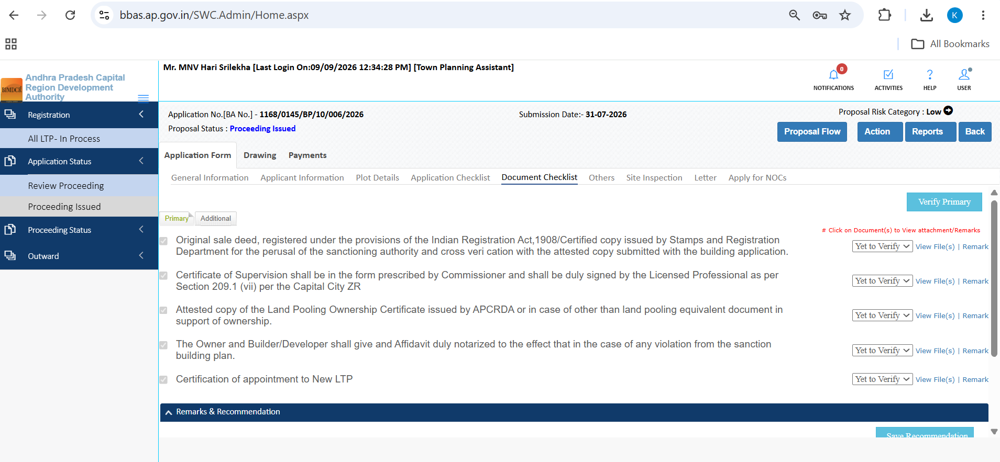 bbas.ap.gov.in/SWC.Admin/Home.aspx
K
All Bookmarks
BIMDCR
Andhra Pradesh Capital
Region Development
Authority
Mr. MNV Hari Srilekha [Last Login On:09/09/2026 12:34:28 PM] [Town Planning Assistant]
0
NOTIFICATIONS
ACTIVITIES
?
HELP
USER
Registration
All LTP- In Process
Application Status
Review Proceeding
Proceeding Issued
Proceeding Status
Outward
Application No.[BA No.] - 1168/0145/BP/10/006/2026
Submission Date:- 31-07-2026
Proposal Risk Category : Low
Proposal Status : Proceeding Issued
Proposal Flow
Action
Reports
Back
Application Form
Drawing
Payments
General Information
Applicant Information
Plot Details
Application Checklist
Document Checklist
Others
Site Inspection
Letter
Apply for NOCs
Verify Primary
Primary
Additional
# Click on Document(s) to View attachment/Remarks
Original sale deed, registered under the provisions of the Indian Registration Act,1908/Certified copy issued by Stamps and Registration
Department for the perusal of the sanctioning authority and cross veri cation with the attested copy submitted with the building application.
Yet to Verify View File(s) | Remark
Certificate of Supervision shall be in the form prescribed by Commissioner and shall be duly signed by the Licensed Professional as per
Section 209.1 (vii) per the Capital City ZR
Yet to Verify View File(s) | Remark
Attested copy of the Land Pooling Ownership Certificate issued by APCRDA or in case of other than land pooling equivalent document in
support of ownership.
Yet to Verify View File(s) | Remark
The Owner and Builder/Developer shall give and Affidavit duly notarized to the effect that in the case of any violation from the sanction
building plan.
Yet to Verify View File(s) | Remark
Certification of appointment to New LTP
Yet to Verify View File(s) | Remark
Remarks & Recommendation
Save Recommendation